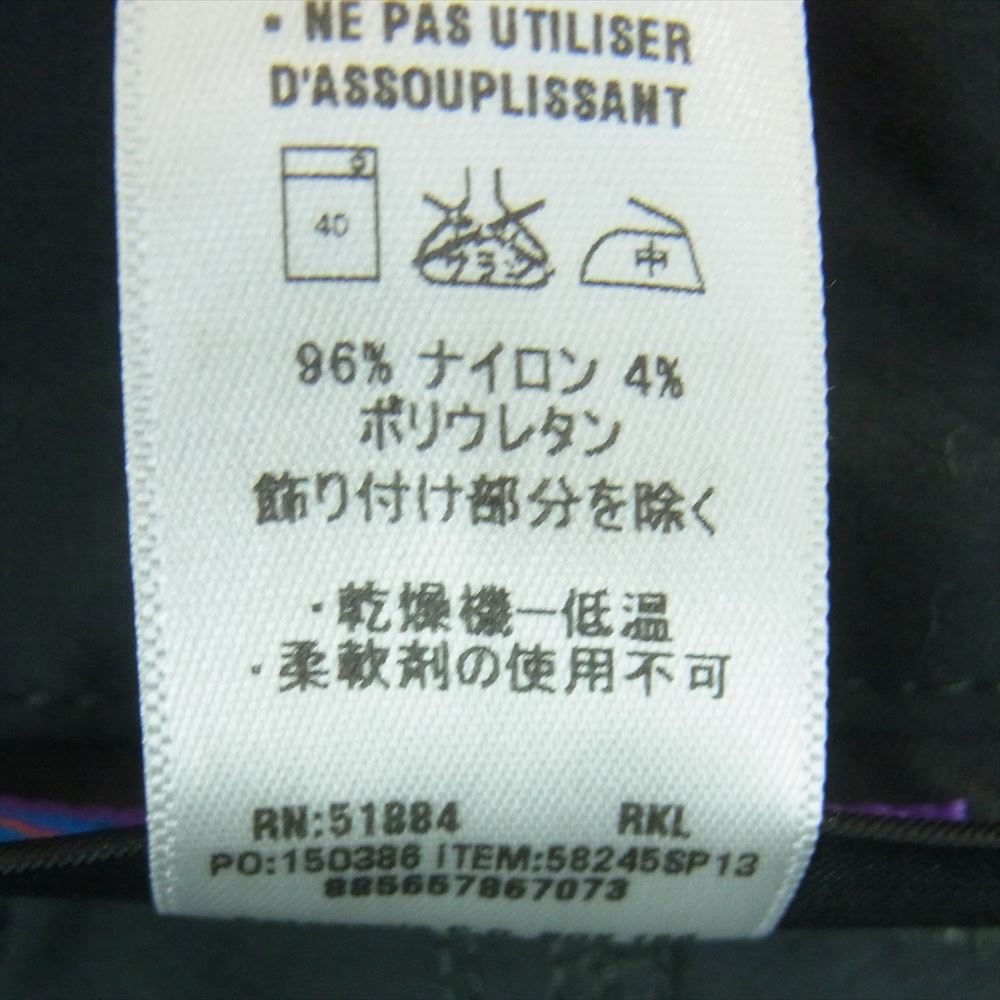 • NE PAS UTILISER
D'ASSOUPLISSANT
40 中
96% ナイロン 4%
ポリウレタン
飾り付け部分を除く
・乾燥機ー低温
・柔軟剤の使用不可
RN:51884 RKL
PO:150386 ITEM:58245SP13
885657867073